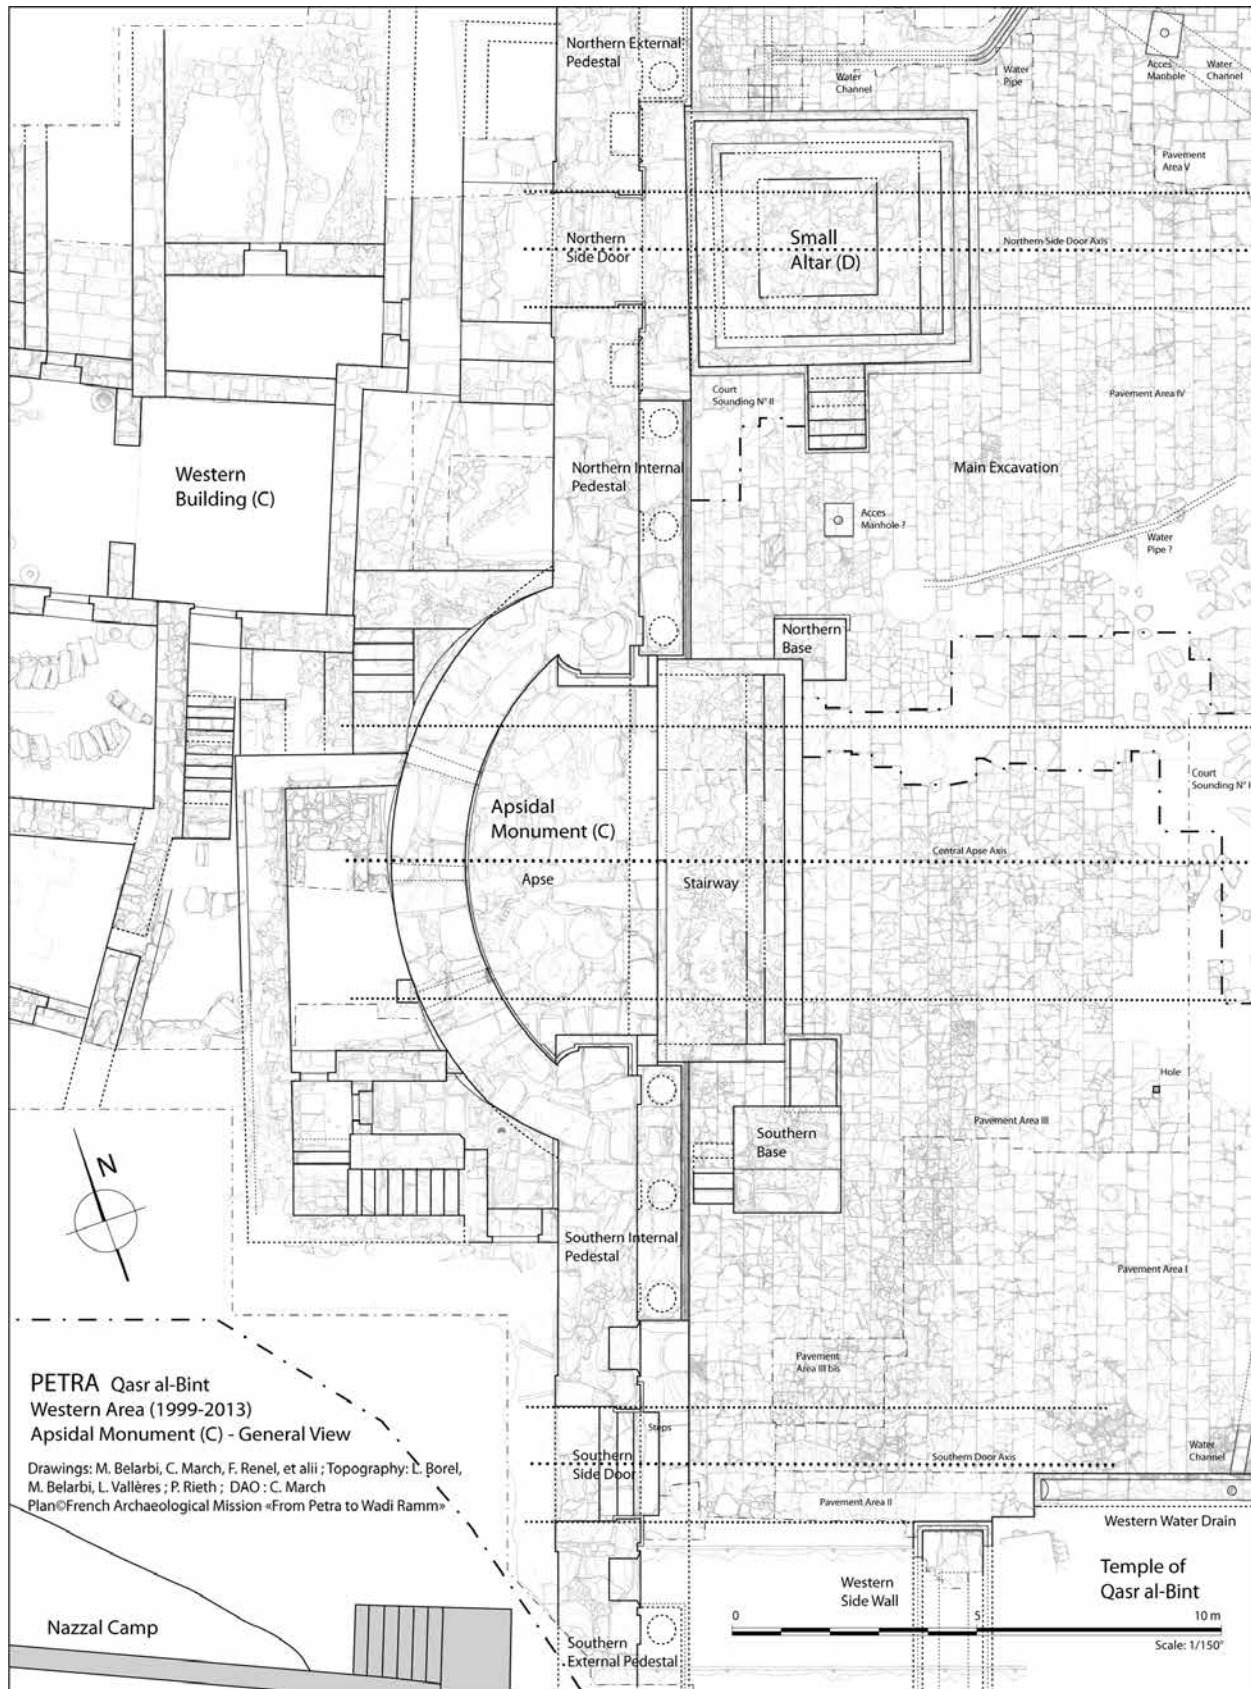 Northern External
Pedestal
Water
Channel
Water
Pipe
Acces
Manhole
Water
Channel
Pavement
Area V
Northern
Side Door
Small
Altar (D)
Northern Side Door Axis
Court
Sounding N° II
Pavement Area IV
Western
Building (C)
Northern Internal
Pedestal
Main Excavation
Acces
Manhole ?
Water
Pipe ?
Northern
Base
Court
Sounding N° I
Apsidal
Monument (C)
Apse
Stairway
Central Apse Axis
Hole
Pavement Area III
Southern
Base
N
Southern Internal
Pedestal
Pavement Area I
Pavement
Area III bis
PETRA Qasr al-Bint
Western Area (1999-2013)
Apsidal Monument (C) - General View
Drawings: M. Belarbi, C. March, F. Renel, et alii ; Topography: L. Borel,
M. Belarbi, L. Vallères ; P. Rieth ; DAO : C. March
Plan©French Archaeological Mission «From Petra to Wadi Ramm»
Steps
Southern
Side Door
Southern Door Axis
Water
Channel
Pavement Area II
Western Water Drain
Temple of
Qasr al-Bint
Western
Side Wall
0 5 10 m
Scale: 1/150°
Nazzal Camp
Southern
External Pedestal